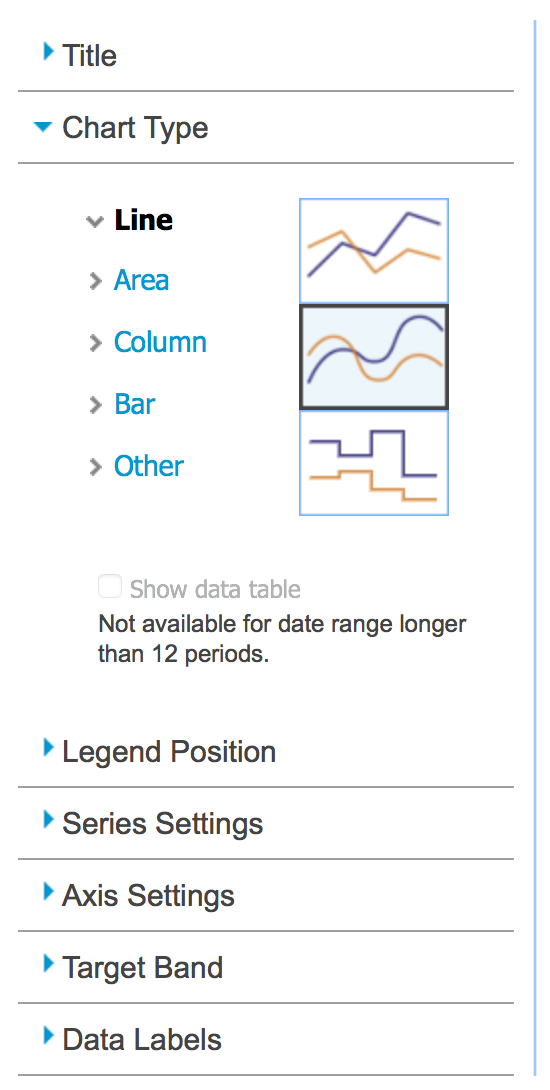 Title
Chart Type
Line
Area
Column
Bar
Other
Show data table
Not available for date range longer
than 12 periods.
Legend Position
Series Settings
Axis Settings
Target Band
Data Labels